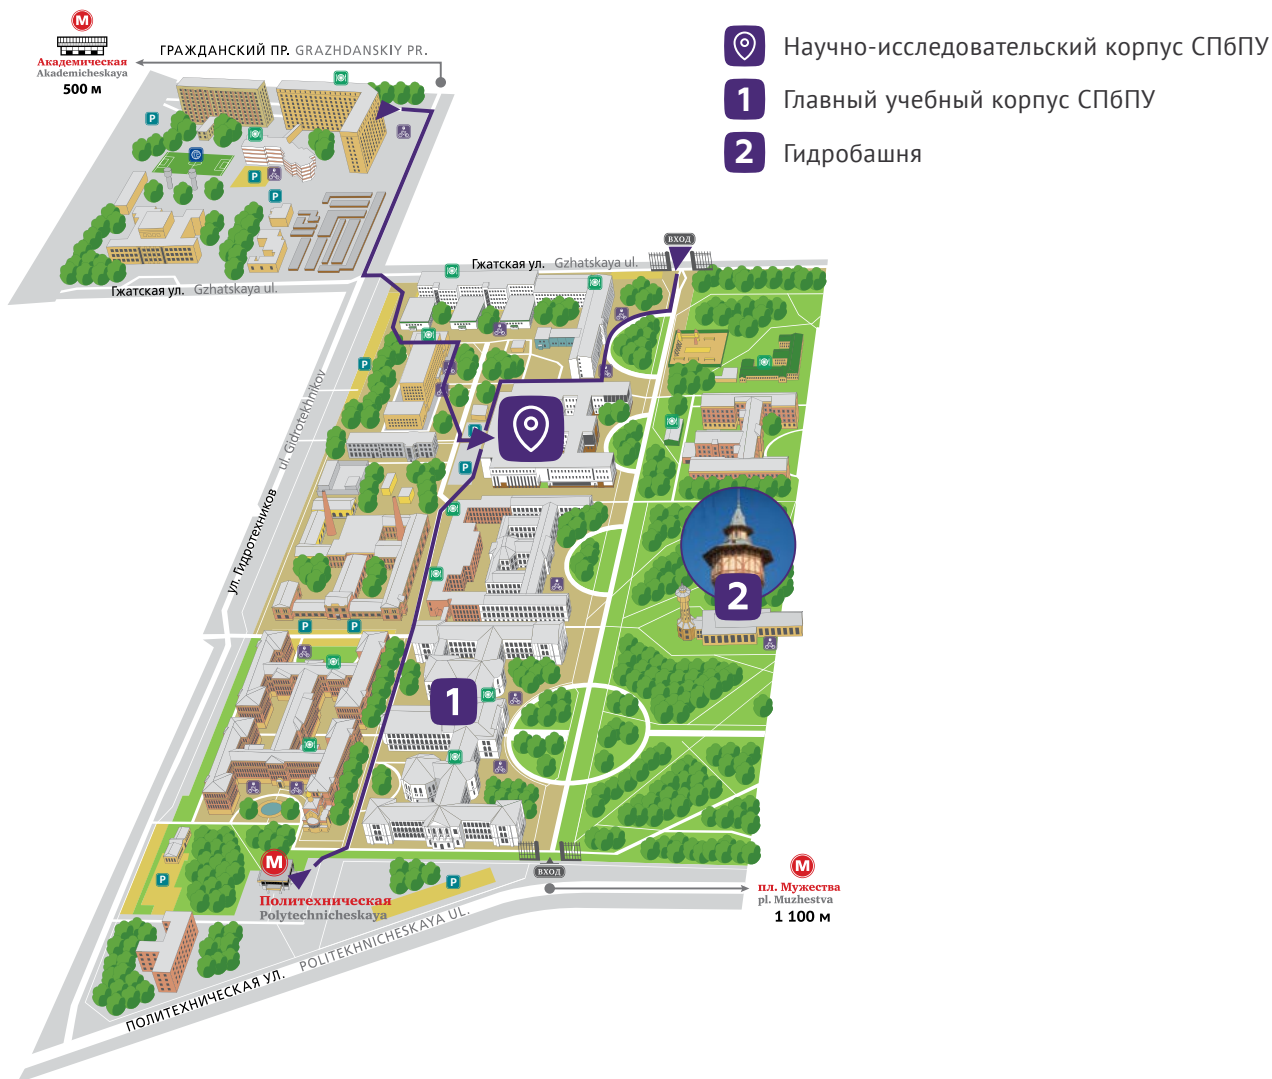 М
Академическая
Akademicheskaya
500 м
ГРАЖДАНСКИЙ ПР. GRAZHDANSKIY PR.
Научно-исследовательский корпус СПбПУ
1 Главный учебный корпус СПбПУ
2 Гидробашня
P
P
P
ВХОД
Гжатская ул. Gzhatskaya ul.
Гжатская ул. Gzhatskaya ul.
P
ул. Гидротехников ul. Gidrotekhnikov
P
P
2
P
P
1
М
Политехническая
Polytechnicheskaya
P
P
ВХОД
М
пл. Мужества
pl. Muzhestva
1 100 м
ПОЛИТЕХНИЧЕСКАЯ УЛ. POLITEKHNICHESKAYA UL.